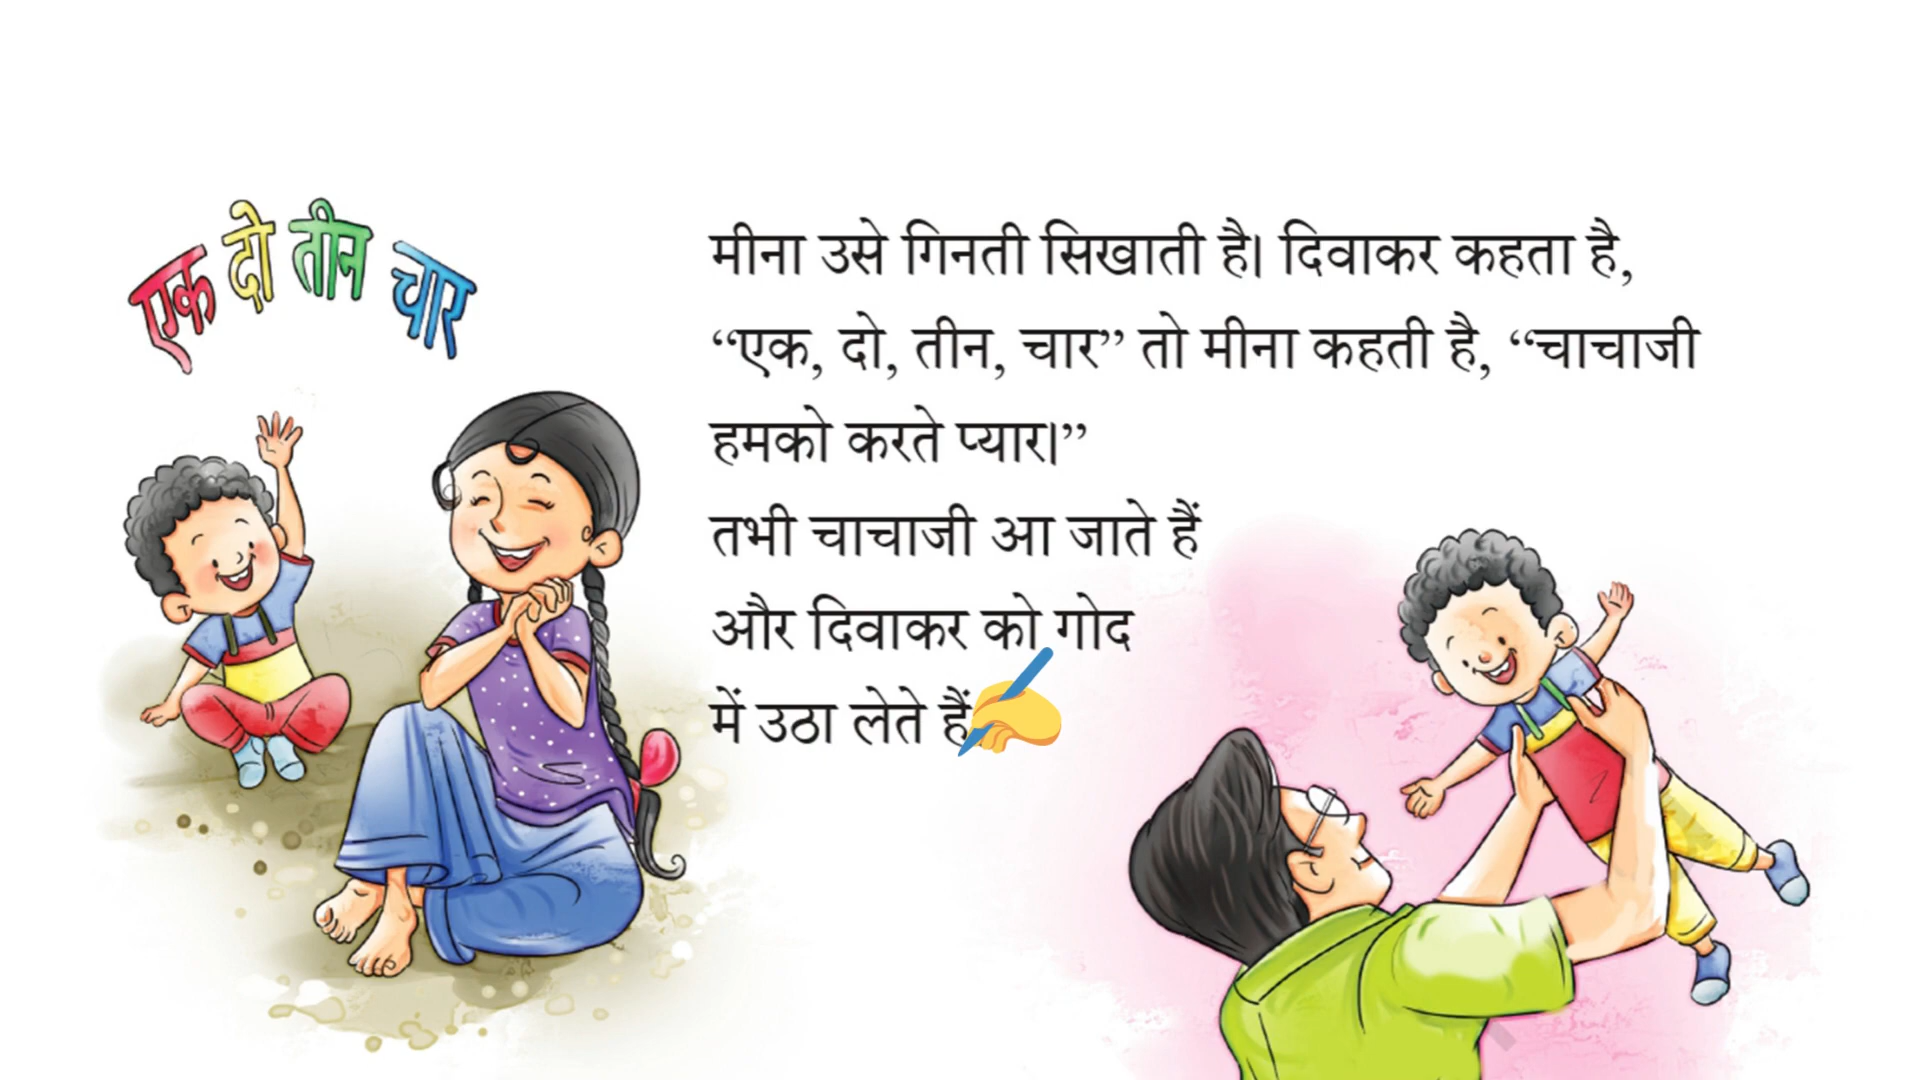 एक दो तीन चार
मीना उसे गिनती सिखाती है। दिवाकर कहता है,
“एक, दो, तीन, चार” तो मीना कहती है, “चाचाजी
हमको करते प्यार।”
तभी चाचाजी आ जाते हैं
और दिवाकर को गोद
में उठा लेते हैं